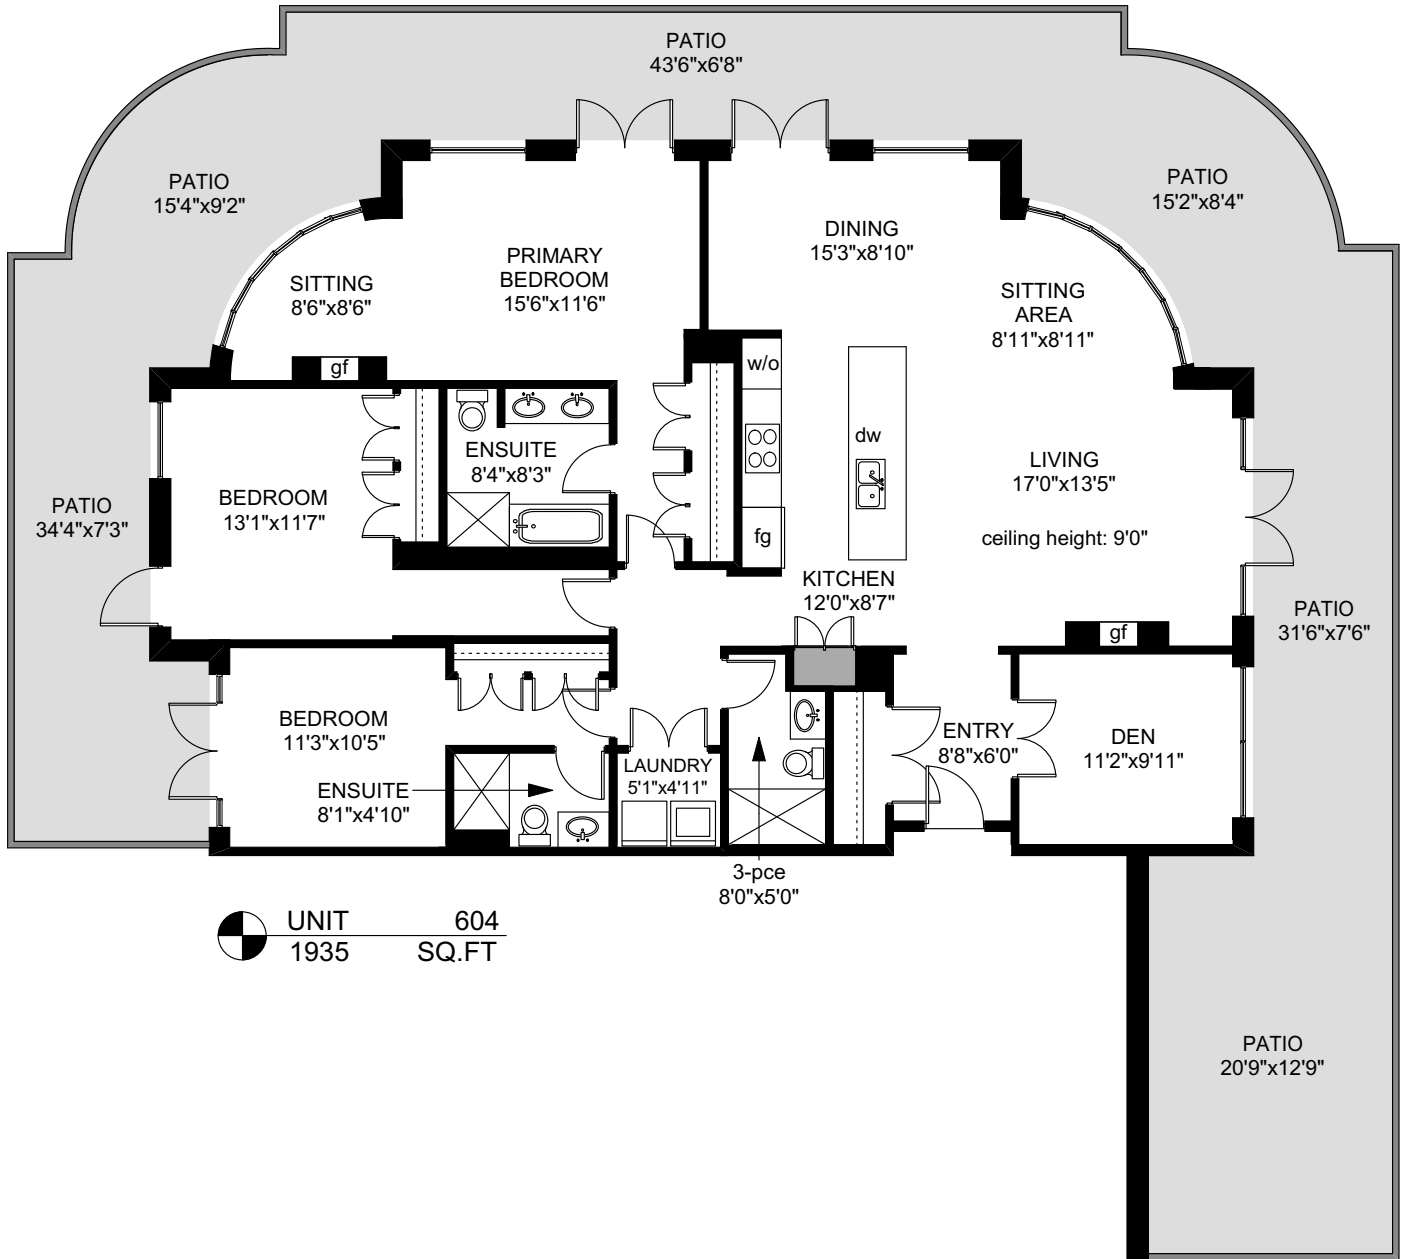 PATIO
43'6"x6'8"
PATIO
15'4"x9'2"
PATIO
15'2"x8'4"
DINING
15'3"x8'10"
PRIMARY
BEDROOM
15'6"x11'6"
SITTING
8'6"x8'6"
SITTING
AREA
8'11"x8'11"
gf
w/o
dw
ENSUITE
8'4"x8'3"
LIVING
17'0"x13'5"
BEDROOM
13'1"x11'7"
PATIO
34'4"x7'3"
fg
ceiling height: 9'0"
KITCHEN
12'0"x8'7"
PATIO
31'6"x7'6"
gf
BEDROOM
11'3"x10'5"
ENTRY
8'8"x6'0"
DEN
11'2"x9'11"
LAUNDRY
5'1"x4'11"
ENSUITE
8'1"x4'10"
3-pce
8'0"x5'0"
UNIT 604
1935 SQ.FT
PATIO
20'9"x12'9"